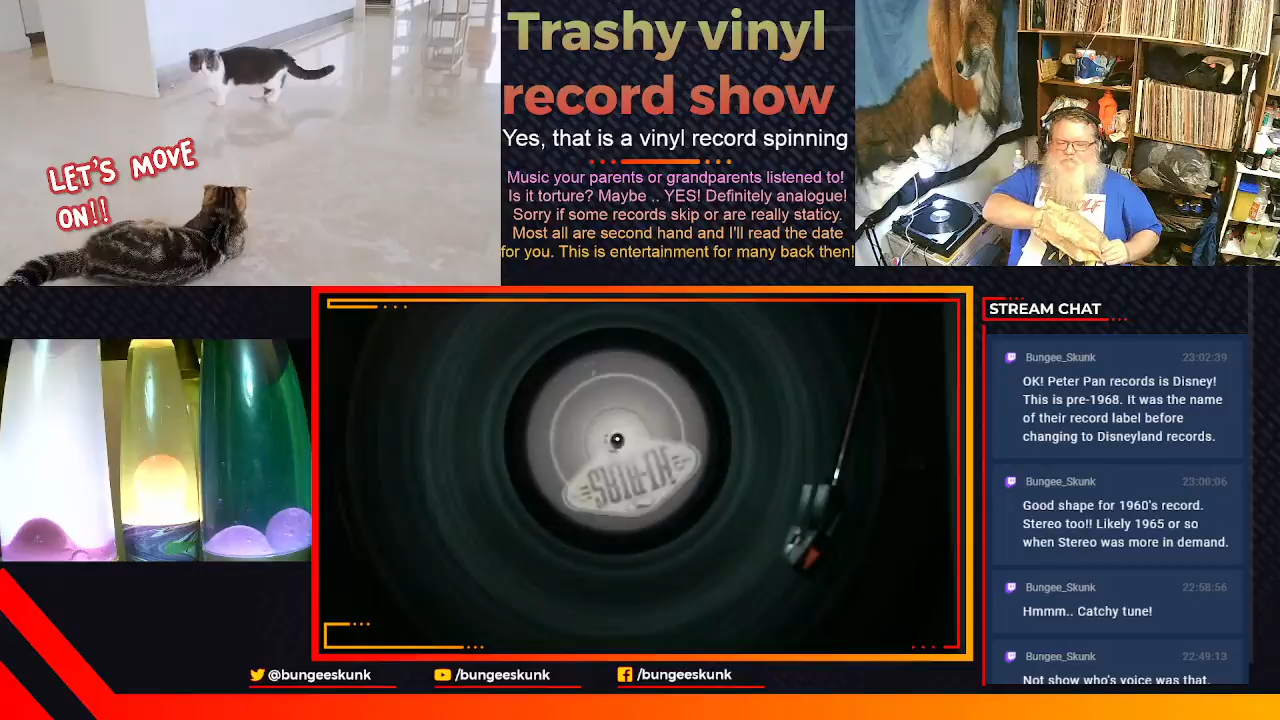 LET'S MOVE
ON!!
Trashy vinyl
record show
Yes, that is a vinyl record spinning
Music your parents or grandparents listened to!
Is it torture? Maybe .. YES! Definitely analogue!
Sorry if some records skip or are really staticy.
Most all are second hand and I'll read the date
for you. This is entertainment for many back then!
STREAM CHAT
Bungee_Skunk 23:02:39
OK! Peter Pan records is Disney!
This is pre-1968. It was the name
of their record label before
changing to Disneyland records.
Bungee_Skunk 23:00:06
Good shape for 1960's record.
Stereo too!! Likely 1965 or so
when Stereo was more in demand.
Bungee_Skunk 22:58:56
Hmmm.. Catchy tune!
Bungee_Skunk 22:49:13
Not show who's voice was that.
@bungeeskunk
/bungeeskunk
/bungeeskunk